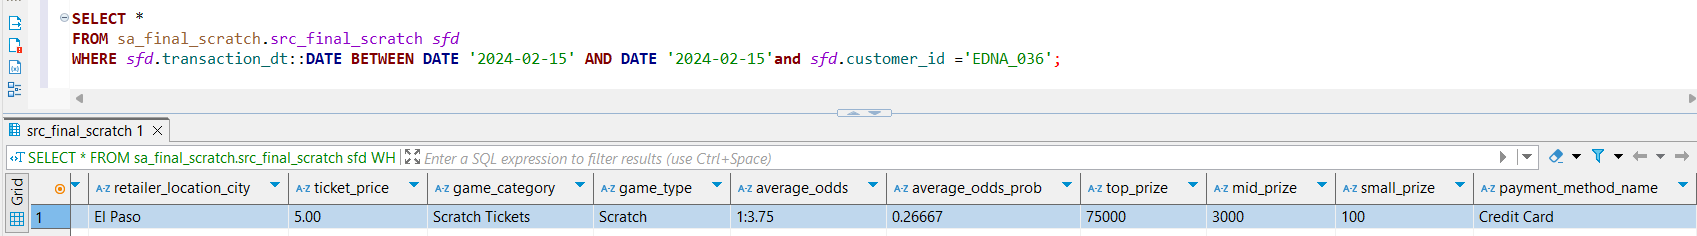 SELECT *
FROM sa_final_scratch.src_final_scratch sfd
WHERE sfd.transaction_dt::DATE BETWEEN DATE '2024-02-15' AND DATE '2024-02-15'and sfd.customer_id ='EDNA_036';
src_final_scratch 1
SELECT * FROM sa_final_scratch.src_final_scratch sfd WH Enter a SQL expression to filter results (use Ctrl+Space)
Grid
A-Z retailer_location_city A-Z ticket_price A-Z game_category A-Z game_type A-Z average_odds A-Z average_odds_prob A-Z top_prize A-Z mid_prize A-Z small_prize A-Z payment_method_name
1 El Paso 5.00 Scratch Tickets Scratch 1:3.75 0.26667 75000 3000 100 Credit Card